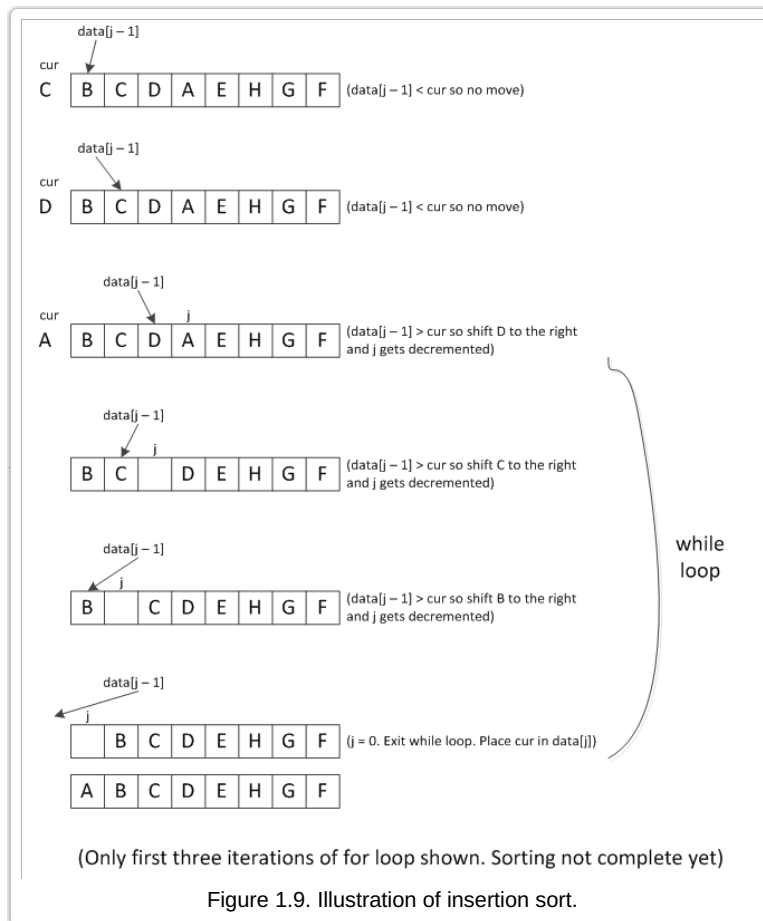 data[j – 1]
cur
C B C D A E H G F (data[j – 1] < cur so no move)
data[j – 1]
cur
D B C D A E H G F (data[j – 1] < cur so no move)
data[j – 1]
cur j
A B C D A E H G F (data[j – 1] > cur so shift D to the right
and j gets decremented)
data[j – 1]
j
B C D E H G F (data[j – 1] > cur so shift C to the right
and j gets decremented)
while
loop
data[j – 1]
j
B C D E H G F (data[j – 1] > cur so shift B to the right
and j gets decremented)
data[j – 1]
j
B C D E H G F (j = 0. Exit while loop. Place cur in data[j])
A B C D E H G F
(Only first three iterations of for loop shown. Sorting not complete yet)
Figure 1.9. Illustration of insertion sort.